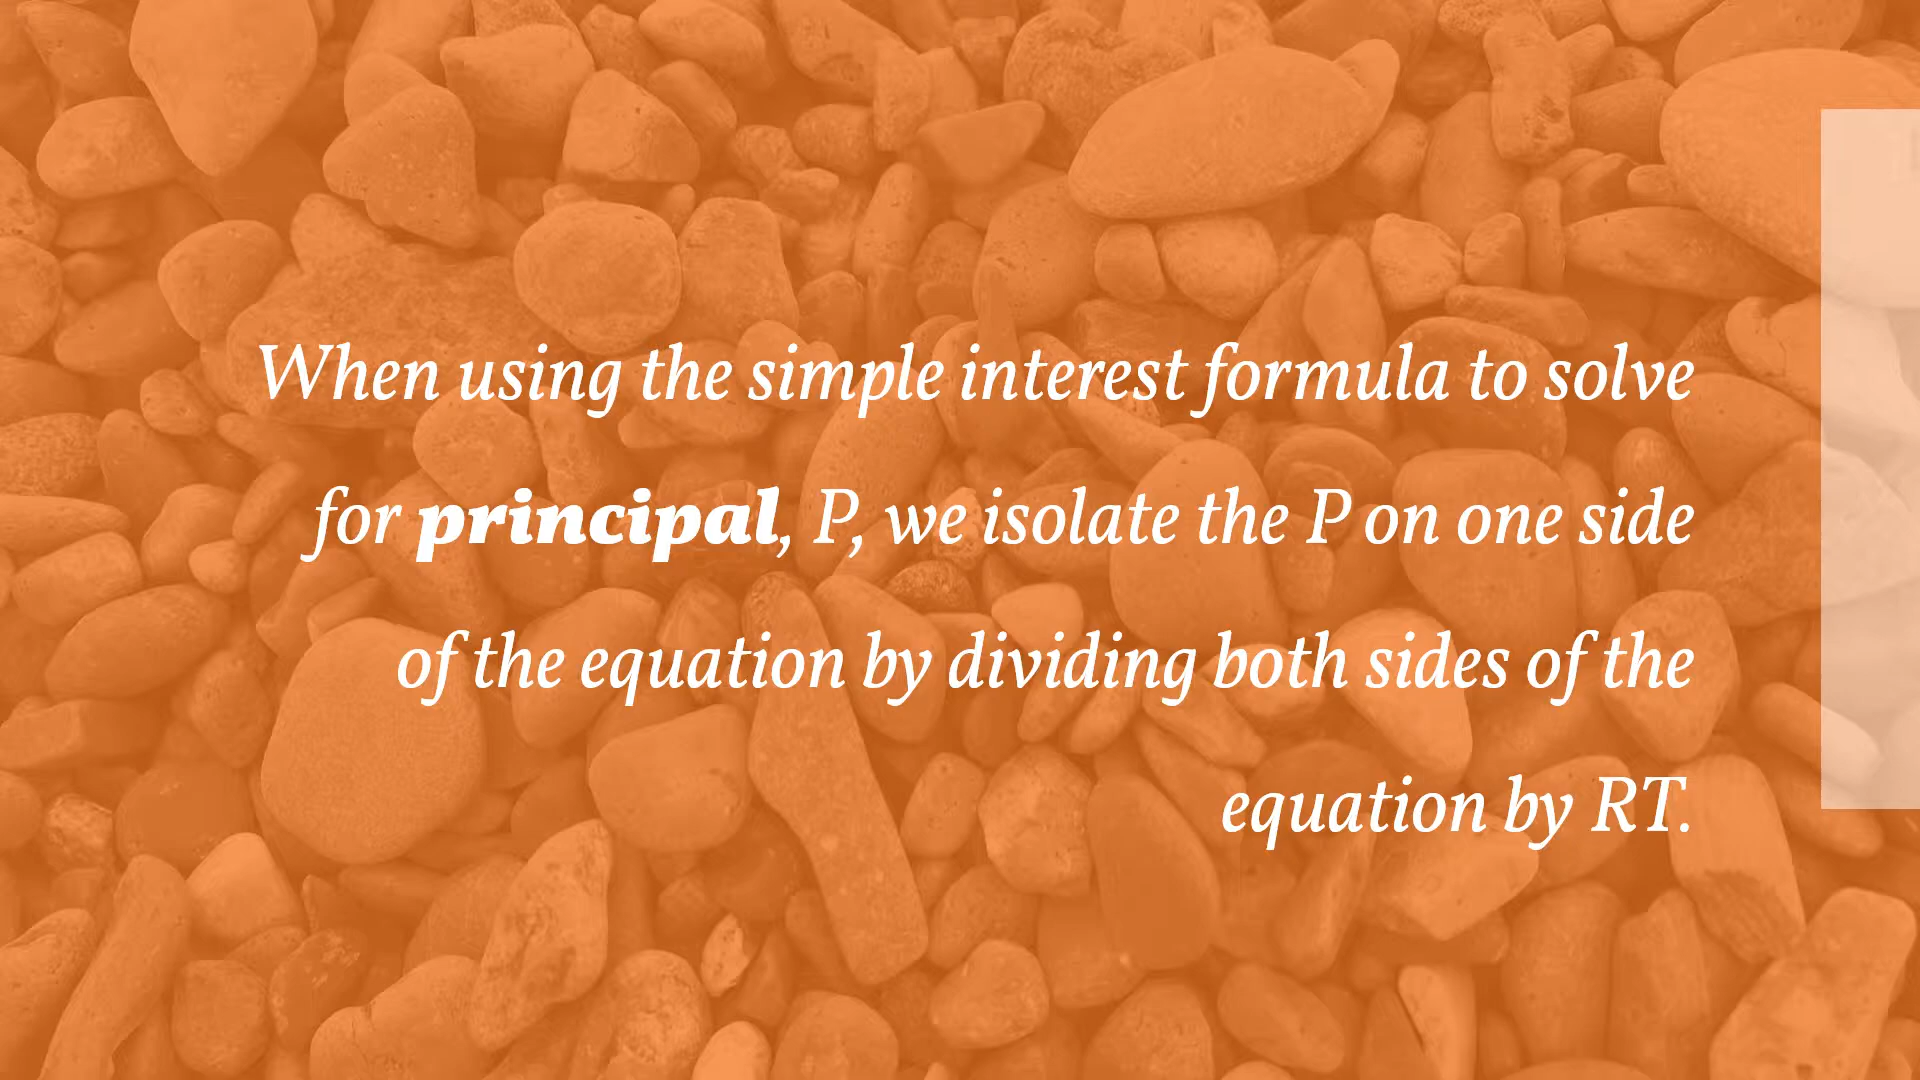 When using the simple interest formula to solve
for principal, P, we isolate the P on one side
of the equation by dividing both sides of the
equation by RT.